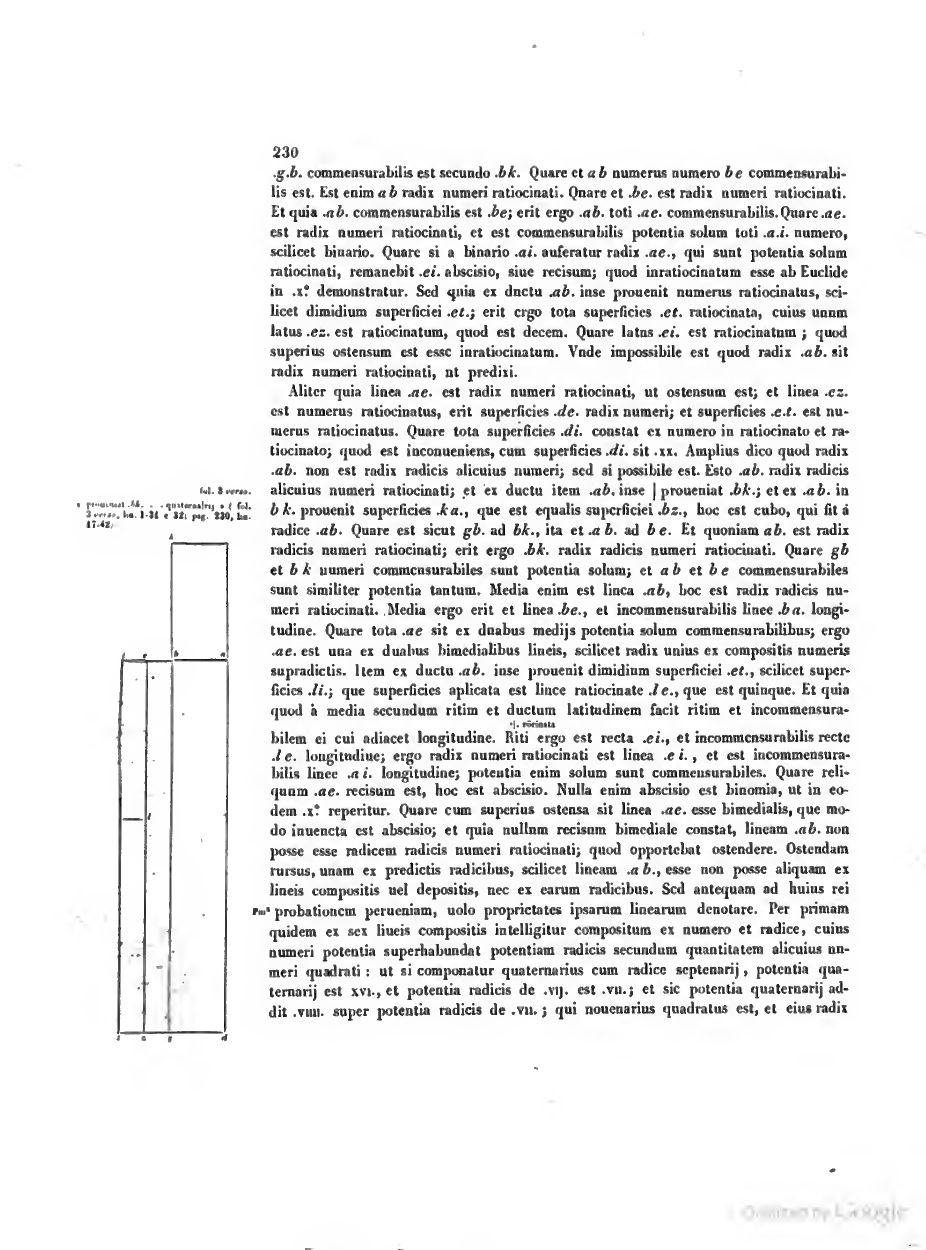 230
.g.b. commensurabilis est secundo .bk. Quare et ab numerus numero be commensurabi-
lis est. Est enim ab radix numeri ratiocinati. Quare et .be. est radix numeri ratiocinati.
Et quia .ab. commensurabilis est .be; erit ergo .ab. toti .ae. commensurabilis. Quare .ae.
est radix numeri ratiocinati, et est commensurabilis potentia solum toti .a.i. numero,
scilicet binario. Quare si a binario .ai. auferatur radix .ae., qui sunt potentia solum
ratiocinati, remanebit .ei. abscisio, siue recisum; quod inratiocinatum esse ab Euclide
in .x.° demonstratur. Sed quia ex ductu .ab. inse prouenit numerus ratiocinatus, sci-
licet dimidium superficiei .et.; erit ergo tota superficies .et. ratiocinata, cuius unum
latus .ez. est ratiocinatum, quod est decem. Quare latus .ei. est ratiocinatum ; quod
superius ostensum est esse inratiocinatum. Vnde impossibile est quod radix .ab. sit
radix numeri ratiocinati, ut predixi.
Aliter quia linea .ae. est radix numeri ratiocinati, ut ostensum est; et linea .ez.
est numerus ratiocinatus, erit superficies .de. radix numeri; et superficies .e.t. est nu-
merus ratiocinatus. Quare tota superficies .di. constat ex numero in ratiocinato et ra-
tiocinato; quod est inconueniens, cum superficies .di. sit .xx. Amplius dico quod radix
.ab. non est radix radicis alicuius numeri; sed si possibile est. Esto .ab. radix radicis
fol. 3 verso.
alicuius numeri ratiocinati; et ex ductu item .ab. inse | proueniat .bk.; et ex .ab. in
« proueniat .bk. . . quaternarij » ( fol.
3 verso, lin. 1-31 e 32; pag. 230, lin.
17-42).
b k. prouenit superficies .ka., que est equalis superficiei .bz., hoc est cubo, qui fit á
radice .ab. Quare est sicut gb. ad bk., ita et .a b. ad b e. Et quoniam ab. est radix
radicis numeri ratiocinati; erit ergo .bk. radix radicis numeri ratiocinati. Quare gb
et b k numeri commensurabiles sunt potentia solum; et a b et b e commensurabiles
sunt similiter potentia tantum. Media enim est linea .ab, hoc est radix radicis nu-
meri ratiocinati. Media ergo erit et linea .be., et incommensurabilis linee .ba. longi-
tudine. Quare tota .ae sit ex duabus medijs potentia solum commensurabilibus; ergo
.ae. est una ex duabus bimedialibus lineis, scilicet radix unius ex compositis numeris
supradictis. Item ex ductu .ab. inse prouenit dimidium superficiei .et., scilicet super-
ficies .li.; que superficies aplicata est linee ratiocinate .le., que est quinque. Et quia
quod à media secundum ritim et ductum latitudinem facit ritim et incommensura-
•|. rōcinata
bilem ei cui adiacet longitudine. Riti ergo est recta .ei., et incommensurabilis recte
.l e. longitudine; ergo radix numeri ratiocinati est linea .e i. , et est incommensura-
bilis linee .a i. longitudine; potentia enim solum sunt commensurabiles. Quare reli-
quum .ae. recisum est, hoc est abscisio. Nulla enim abscisio est binomia, ut in eo-
dem .x.° reperitur. Quare cum superius ostensa sit linea .ae. esse bimedialis, que mo-
do inuencta est abscisio; et quia nullum recisum bimediale constat, lineam .ab. non
posse esse radicem radicis numeri ratiocinati; quod opportebat ostendere. Ostendam
rursus, unam ex predictis radicibus, scilicet lineam .a b., esse non posse aliquam ex
lineis compositis uel depositis, nec ex earum radicibus. Sed antequam ad huius rei
probationem perueniam, uolo proprietates ipsarum linearum denotare. Per primam
quidem ex sex lineis compositis intelligitur compositum ex numero et radice, cuius
numeri potentia superhabundat potentiam radicis secundum quantitatem alicuius nu-
meri quadrati : ut si componatur quaternarius cum radice septenarij , potentia qua-
ternarij est xvi., et potentia radicis de .vij. est .vii.; et sic potentia quaternarij ad-
dit .viiii. super potentia radicis de .vii. ; qui nouenarius quadratus est, et eius radix
Digitized by Google